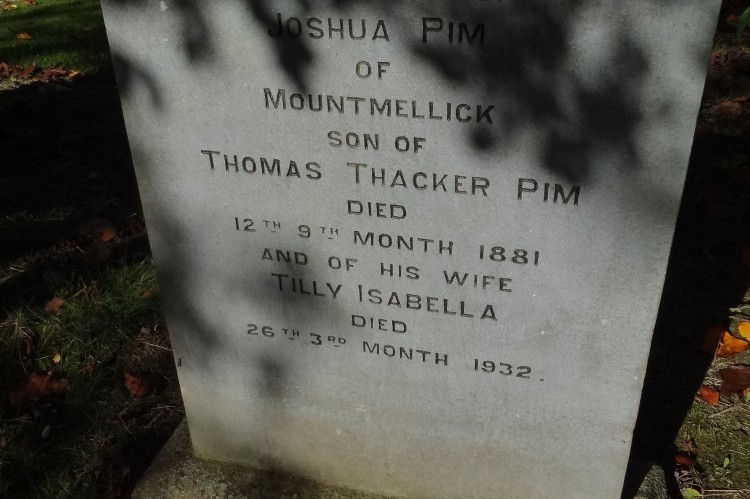 JOSHUA PIM
OF
MOUNTMELLICK
SON OF
THOMAS THACKER PIM
DIED
12TH 9TH MONTH 1881
AND OF HIS WIFE
TILLY ISABELLA
DIED
26TH 3RD MONTH 1932.